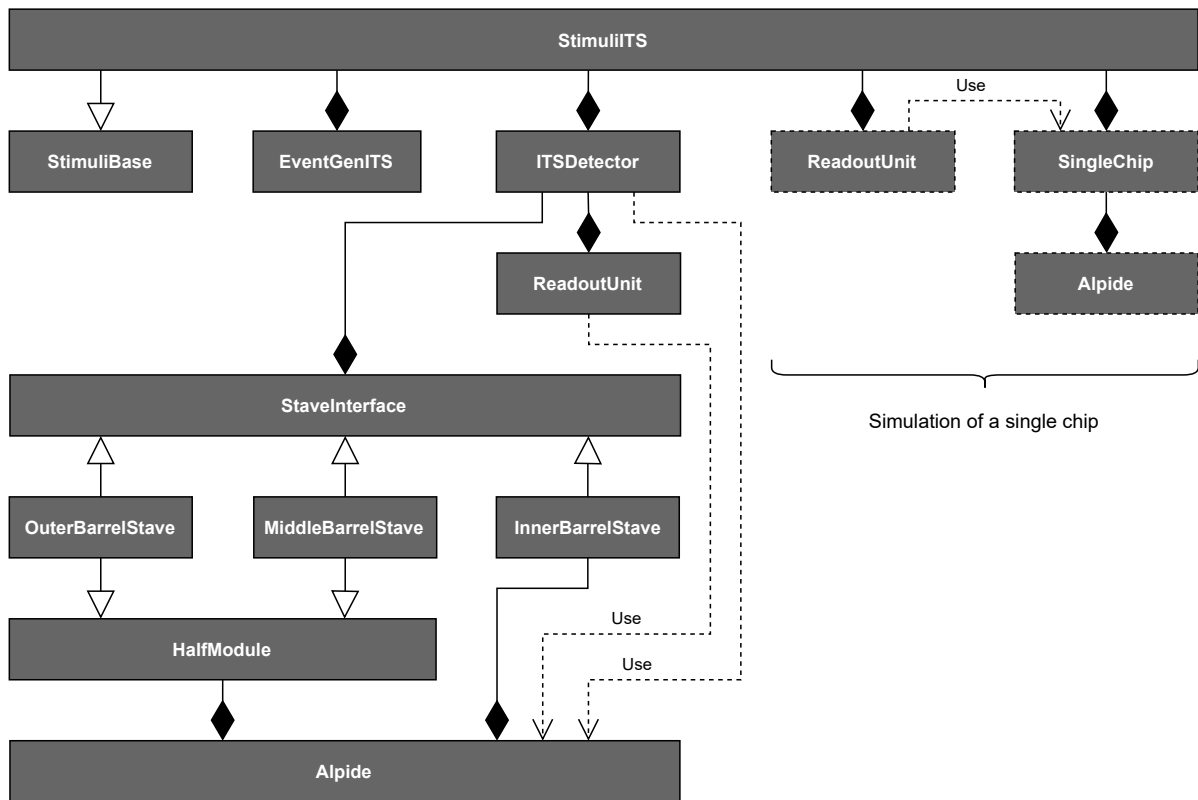 StimuliITS
Use
StimuliBase
EventGenITS
ITSDetector
ReadoutUnit
SingleChip
ReadoutUnit
Alpide
StaveInterface
Simulation of a single chip
OuterBarrelStave
MiddleBarrelStave
InnerBarrelStave
Use
HalfModule
Use
Alpide